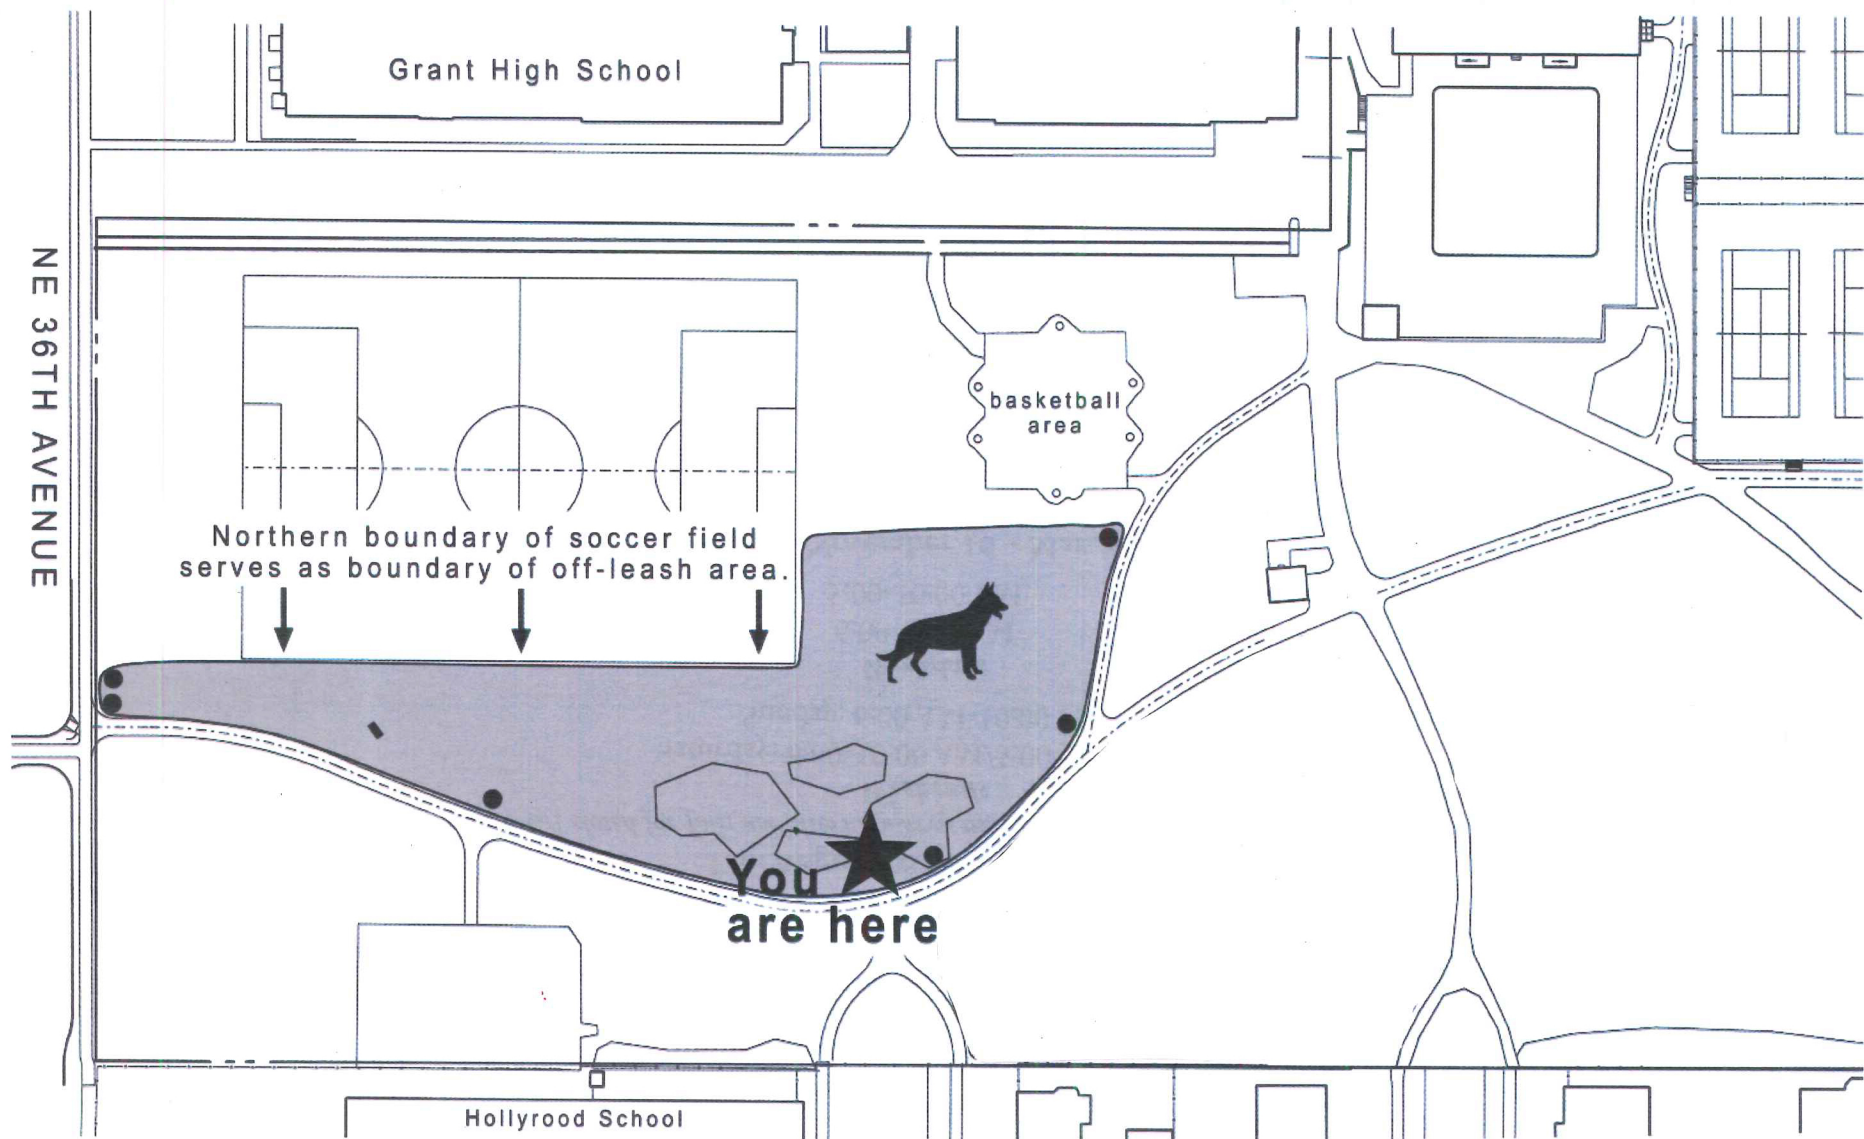 Grant High School
NE 36TH AVENUE
basketball
area
Northern boundary of soccer field
serves as boundary of off-leash area.
You
are here
Hollyrood School